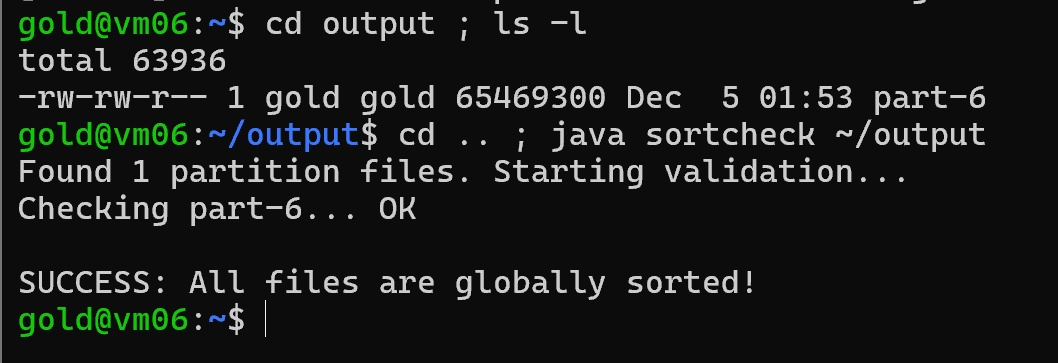 gold@vm06:~$ cd output ; ls -l
total 63936
-rw-rw-r-- 1 gold gold 65469300 Dec  5 01:53 part-6
gold@vm06:~/output$ cd .. ; java sortcheck ~/output
Found 1 partition files. Starting validation...
Checking part-6... OK

SUCCESS: All files are globally sorted!
gold@vm06:~$